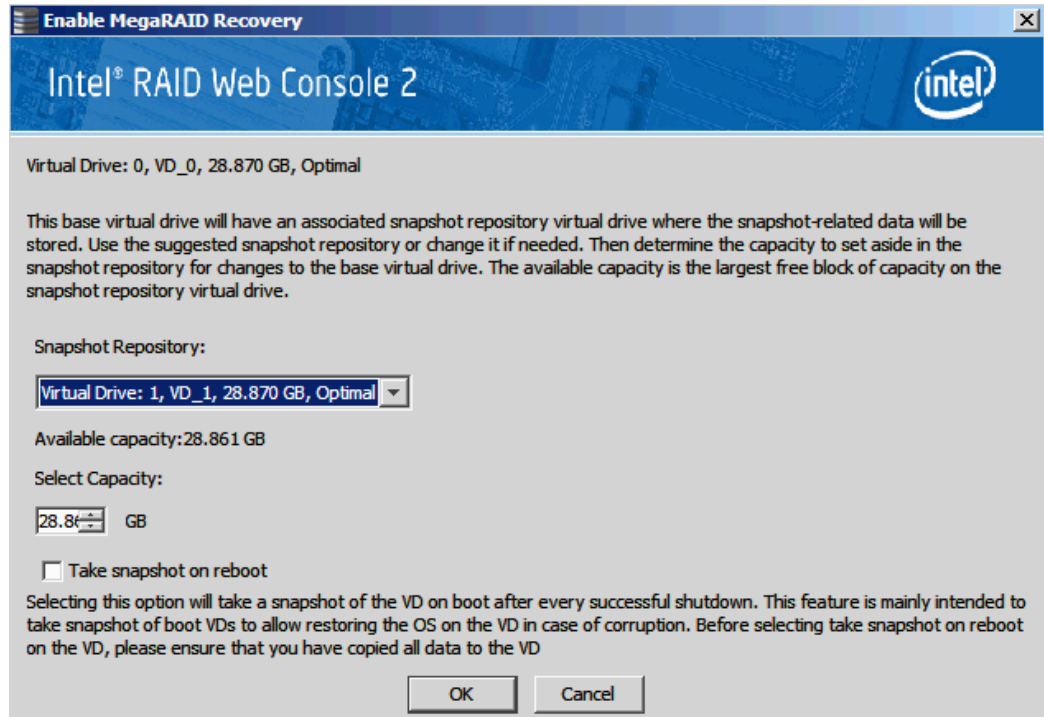 Enable MegaRAID Recovery
Intel® RAID Web Console 2
intel
Virtual Drive: 0, VD_0, 28.870 GB, Optimal
This base virtual drive will have an associated snapshot repository virtual drive where the snapshot-related data will be
stored. Use the suggested snapshot repository or change it if needed. Then determine the capacity to set aside in the
snapshot repository for changes to the base virtual drive. The available capacity is the largest free block of capacity on the
snapshot repository virtual drive.
Snapshot Repository:
Virtual Drive: 1, VD_1, 28.870 GB, Optimal
Available capacity:28.861 GB
Select Capacity:
28.8 GB
Take snapshot on reboot
Selecting this option will take a snapshot of the VD on boot after every successful shutdown. This feature is mainly intended to
take snapshot of boot VDs to allow restoring the OS on the VD in case of corruption. Before selecting take snapshot on reboot
on the VD, please ensure that you have copied all data to the VD
OK Cancel